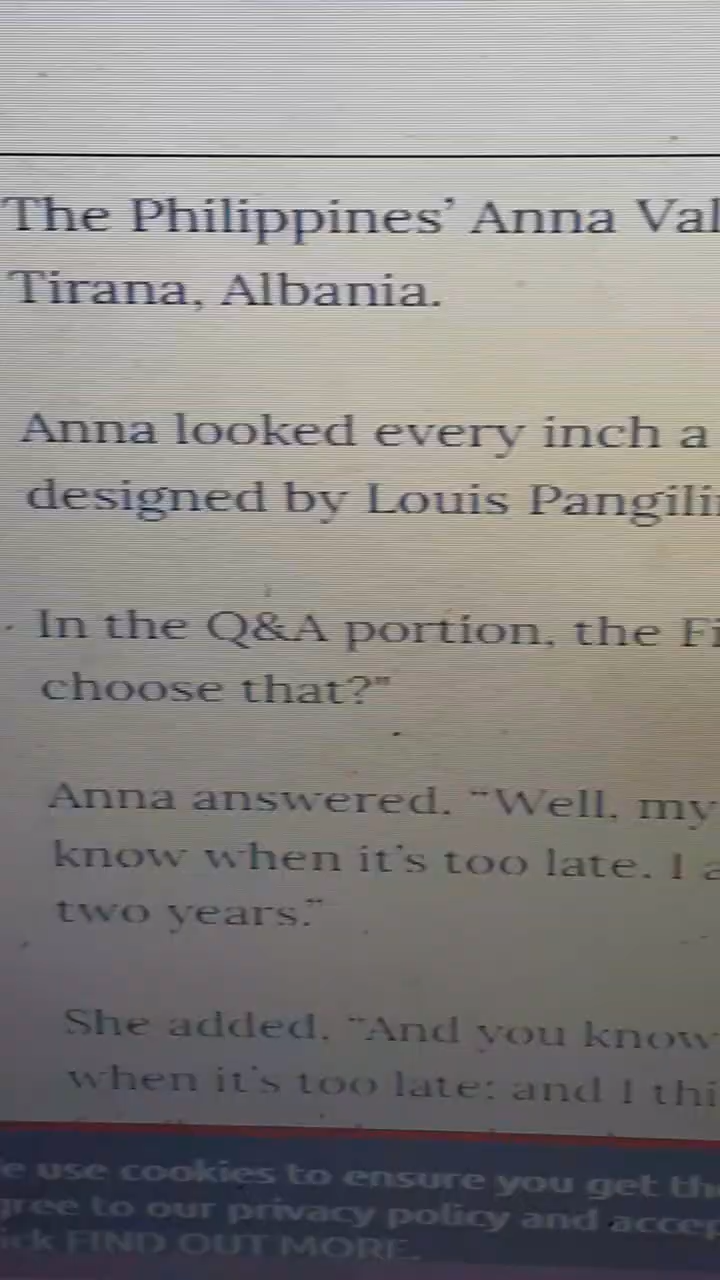 The Philippines’ Anna Val
Tirana, Albania.
Anna looked every inch a
designed by Louis Pangili
In the Q&A portion, the Fi
choose that?"
Anna answered. “Well, my
know when it’s too late. I a
two years.”
She added. “And you know
when it’s too late: and I thi
e use cookies to ensure you get th
gree to our privacy policy and accep
ick FIND OUT MORE.